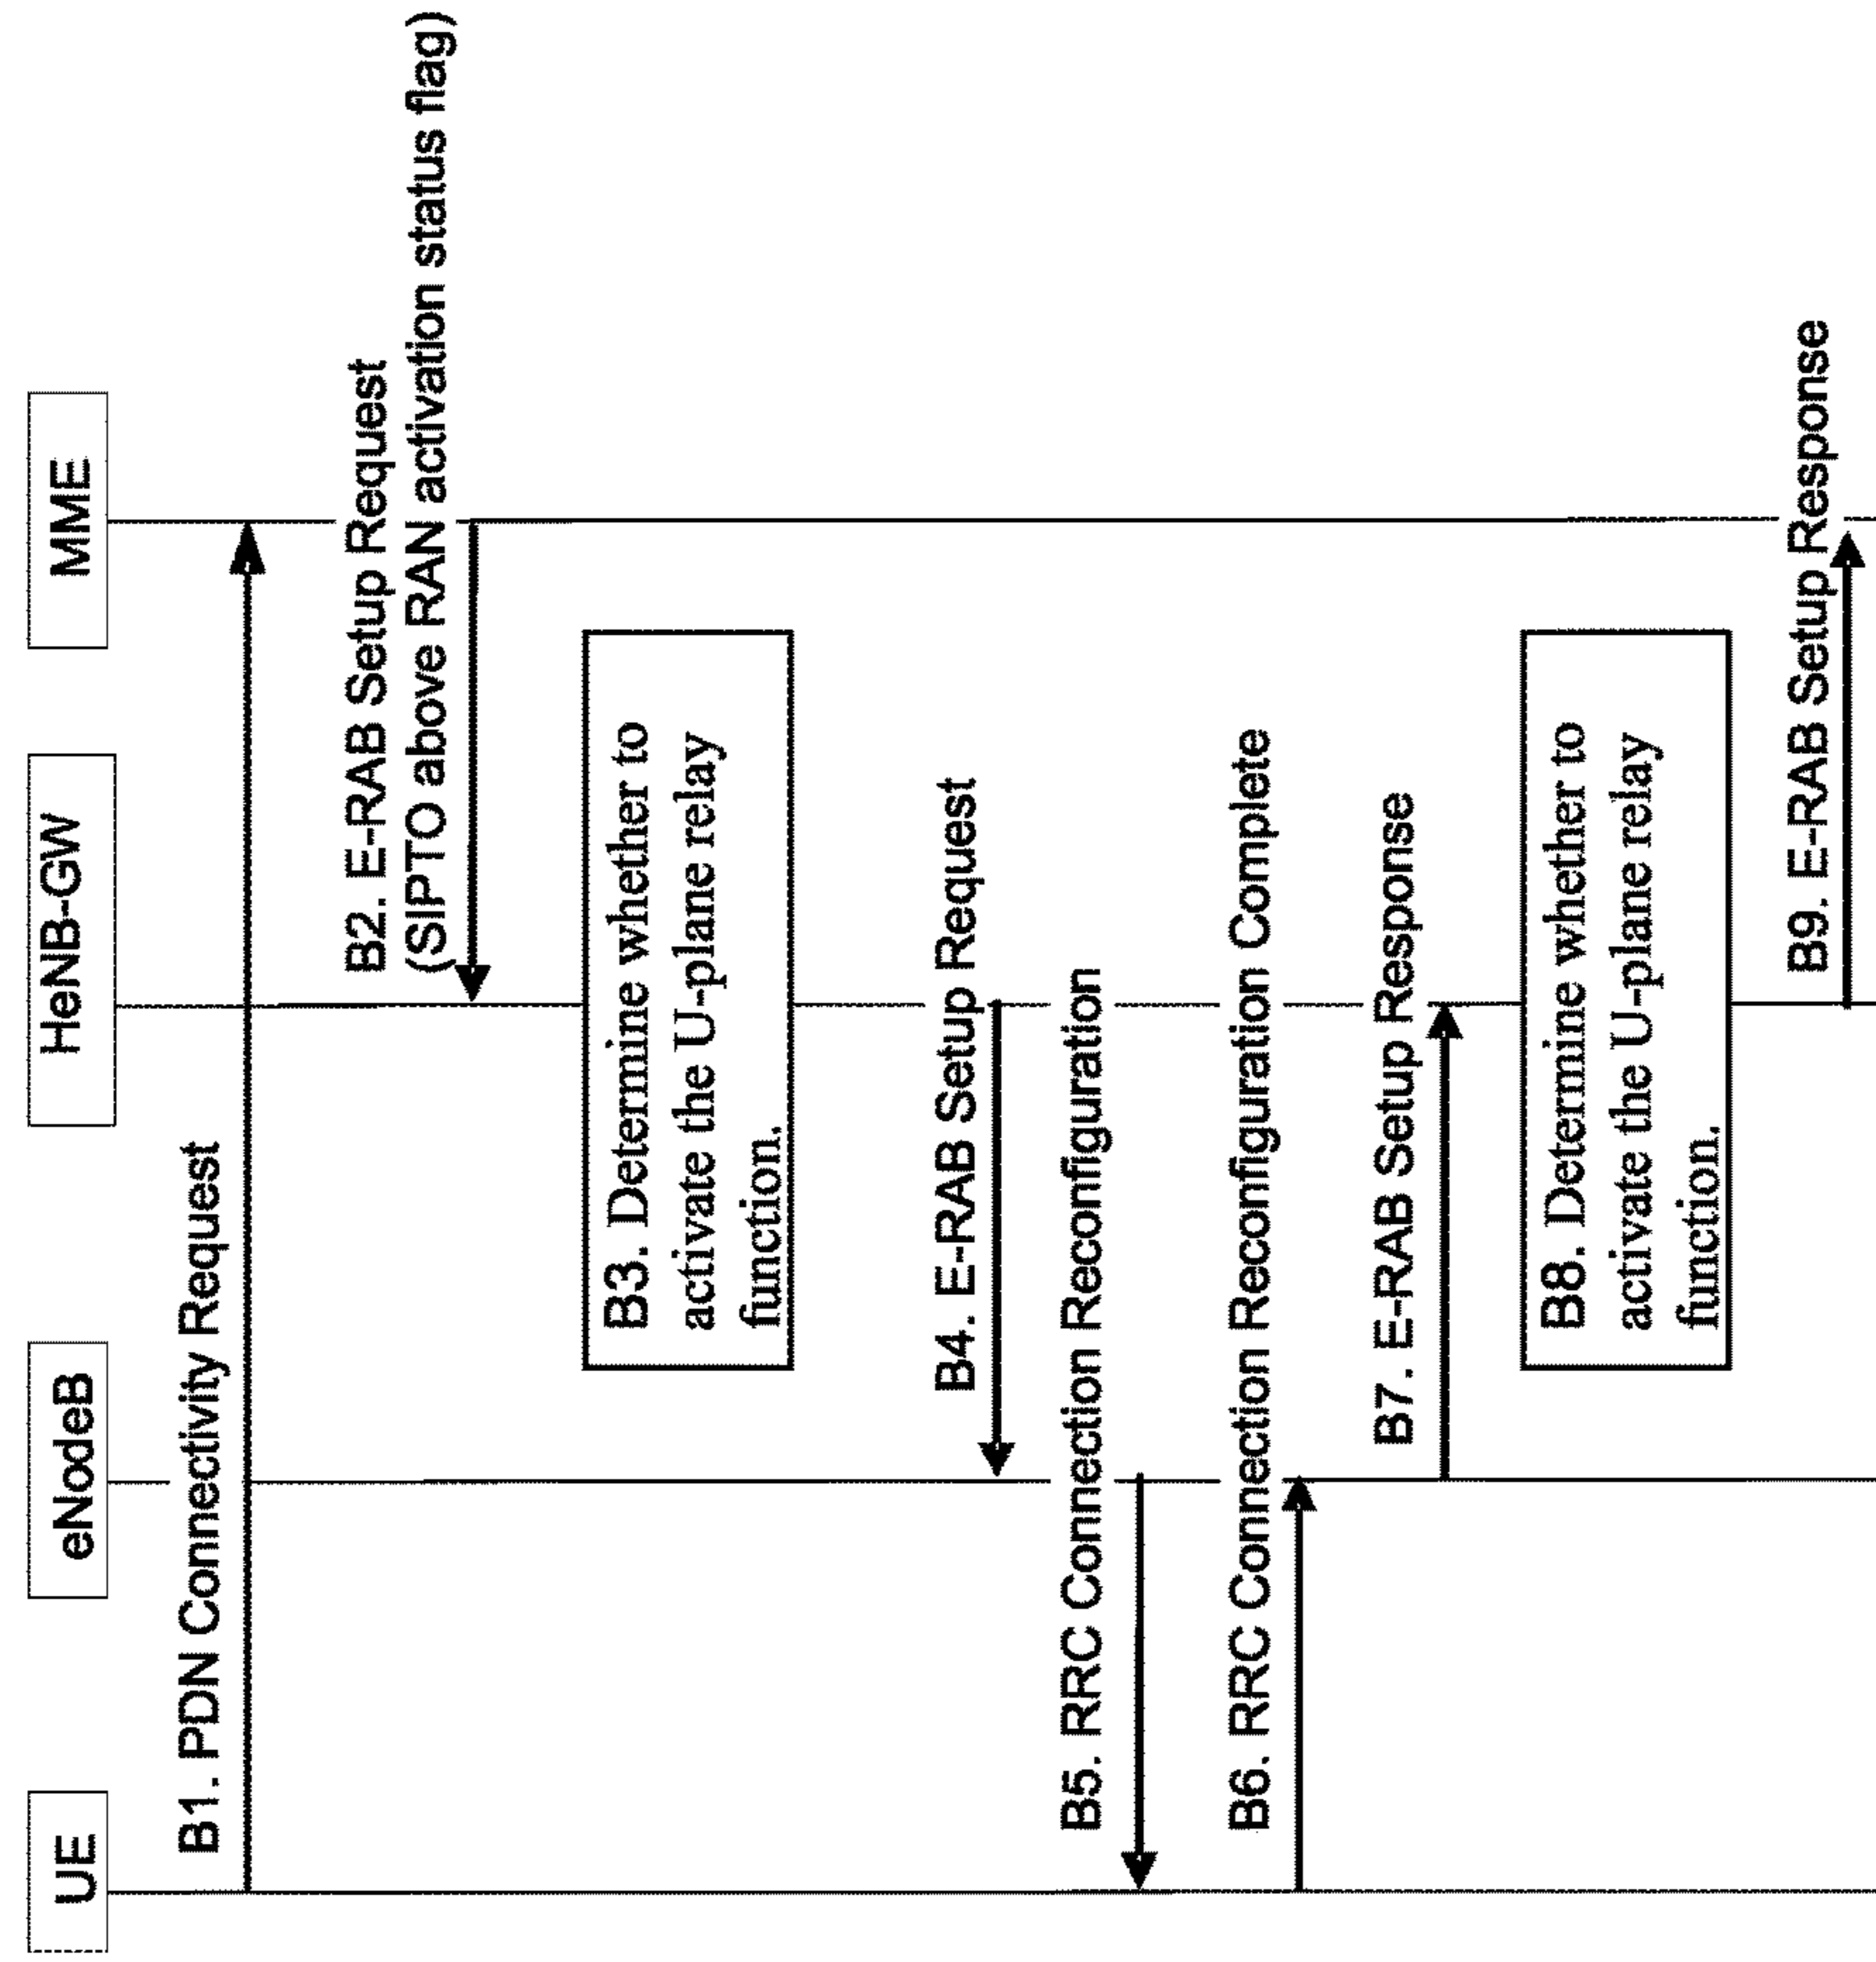 UE
eNodeB
HeNB-GW
MME
B1. PDN Connectivity Request
B2. E-RAB Setup Request
(SIPTO above RAN activation status flag)
B3. Determine whether to
activate the U-plane relay
function.
B4. E-RAB Setup Request
B5. RRC Connection Reconfiguration
B6. RRC Connection Reconfiguration Complete
B7. E-RAB Setup Response
B8. Determine whether to
activate the U-plane relay
function.
B9. E-RAB Setup Response